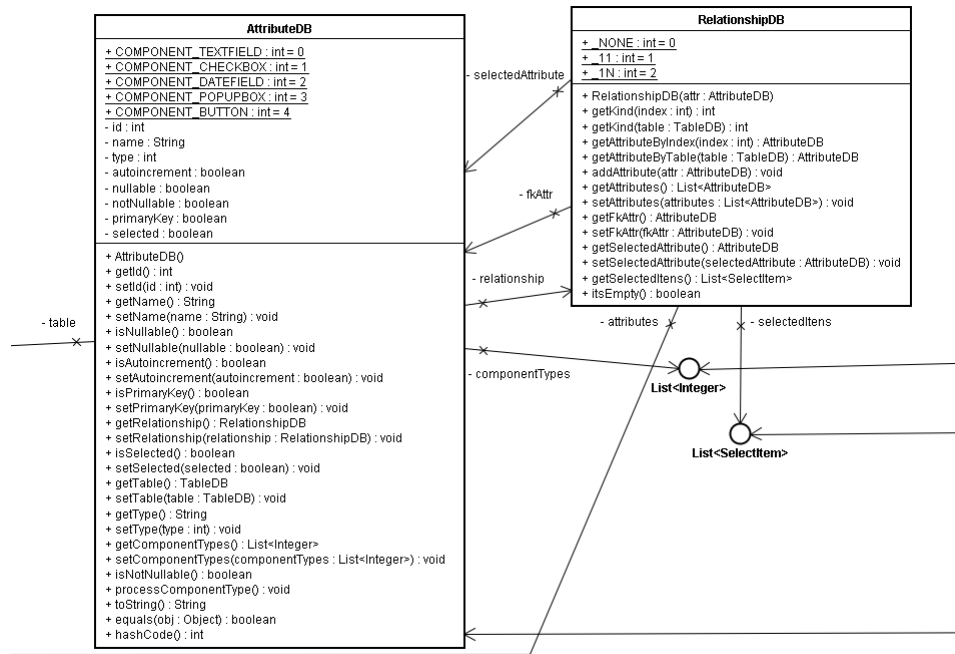 AttributeDB
+ COMPONENT_TEXTFIELD : int = 0
+ COMPONENT_CHECKBOX : int = 1
+ COMPONENT_DATEFIELD : int = 2
+ COMPONENT_POPUPBOX : int = 3
+ COMPONENT_BUTTON : int = 4
- id : int
- name : String
- type : int
- autoincrement : boolean
- nullable : boolean
- notNullable : boolean
- primaryKey : boolean
- selected : boolean
+ AttributeDB()
+ getId() : int
+ setId(id : int) : void
+ getName() : String
+ setName(name : String) : void
+ isNullable() : boolean
+ setNullable(nullable : boolean) : void
+ isAutoincrement() : boolean
+ setAutoincrement(autoincrement : boolean) : void
+ isPrimaryKey() : boolean
+ setPrimaryKey(primaryKey : boolean) : void
+ getRelationship() : RelationshipDB
+ setRelationship(relationship : RelationshipDB) : void
+ isSelected() : boolean
+ setSelected(selected : boolean) : void
+ getTable() : TableDB
+ setTable(table : TableDB) : void
+ getType() : String
+ setType(type : int) : void
+ getComponentTypes() : List<Integer>
+ setComponentTypes(componentTypes : List<Integer>) : void
+ isNotNullable() : boolean
+ processComponentType() : void
+ toString() : String
+ equals(obj : Object) : boolean
+ hashCode() : int
- table
- selectedAttribute
- fkAttr
- relationship
- componentTypes
RelationshipDB
+ _NONE : int = 0
+ _11 : int = 1
+ _1N : int = 2
+ RelationshipDB(attr : AttributeDB)
+ getKind(index : int) : int
+ getKind(table : TableDB) : int
+ getAttributeByIndex(index : int) : AttributeDB
+ getAttributeByTable(table : TableDB) : AttributeDB
+ addAttribute(attr : AttributeDB) : void
+ getAttributes() : List<AttributeDB>
+ setAttributes(attributes : List<AttributeDB>) : void
+ getFkAttr() : AttributeDB
+ setFkAttr(fkAttr : AttributeDB) : void
+ getSelectedAttribute() : AttributeDB
+ setSelectedAttribute(selectedAttribute : AttributeDB) : void
+ getSelectedItens() : List<SelectItem>
+ itsEmpty() : boolean
- attributes
- selectedItens
List<Integer>
List<SelectItem>